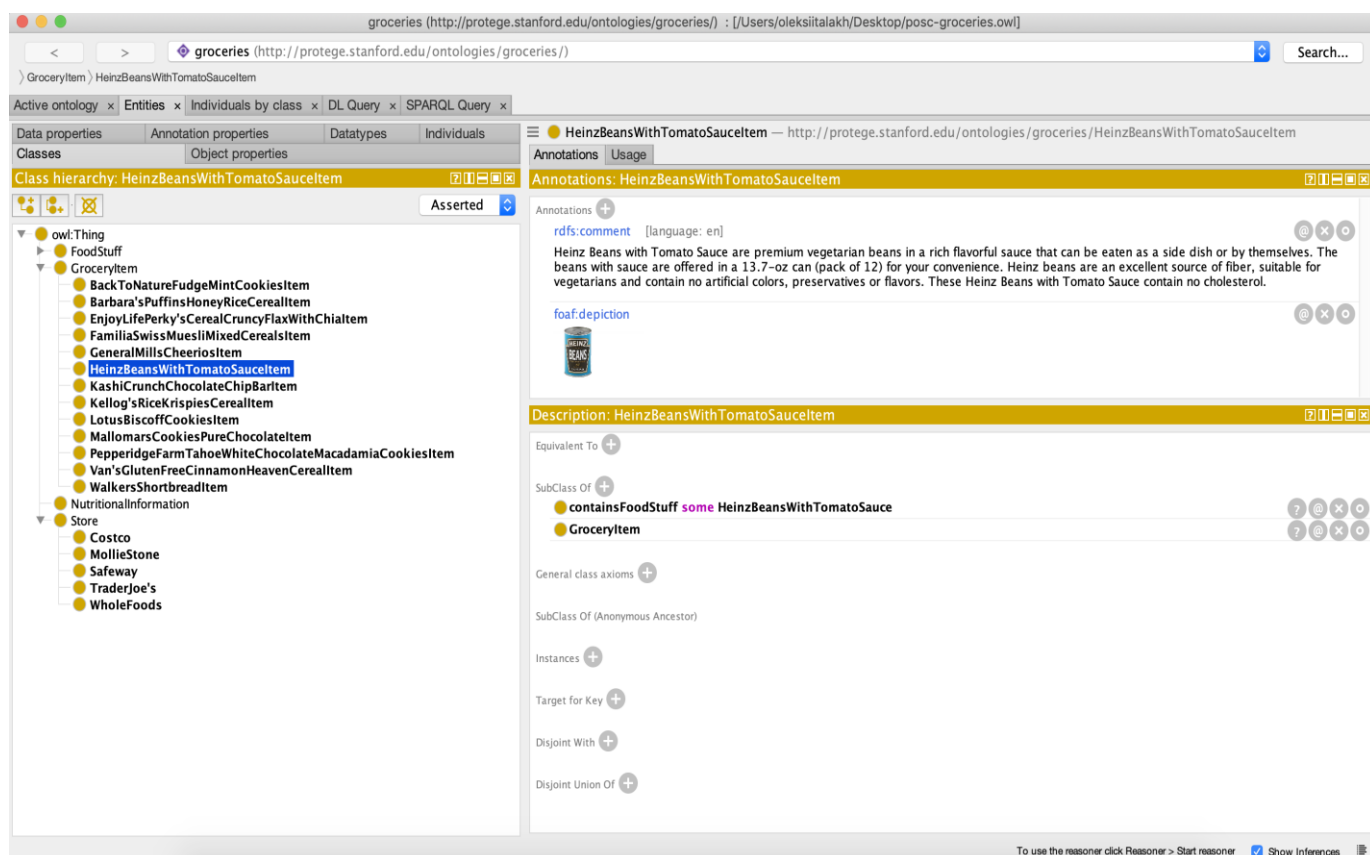 groceries (http://protege.stanford.edu/ontologies/groceries/) : [/Users/oleksiitalakh/Desktop/posc-groceries.owl]
< > groceries (http://protege.stanford.edu/ontologies/groceries/) Search...
〉GroceryItem 〉HeinzBeansWithTomatoSauceItem
Active ontology × Entities × Individuals by class × DL Query × SPARQL Query ×
Data properties Annotation properties Datatypes Individuals
Classes Object properties
Class hierarchy: HeinzBeansWithTomatoSauceItem
Asserted
owl:Thing
FoodStuff
GroceryItem
BackToNatureFudgeMintCookiesItem
Barbara'sPuffinsHoneyRiceCerealItem
EnjoyLifePerky'sCerealCruncyFlaxWithChiaItem
FamiliaSwissMuesliMixedCerealsItem
GeneralMillsCheeriosItem
HeinzBeansWithTomatoSauceItem
KashiCrunchChocolateChipBarItem
Kellog'sRiceKrispiesCerealItem
LotusBiscoffCookiesItem
MallomarsCookiesPureChocolateItem
PepperidgeFarmTahoeWhiteChocolateMacadamiaCookiesItem
Van'sGlutenFreeCinnamonHeavenCerealItem
WalkersShortbreadItem
NutritionalInformation
Store
Costco
MollieStone
Safeway
TraderJoe's
WholeFoods
HeinzBeansWithTomatoSauceItem — http://protege.stanford.edu/ontologies/groceries/HeinzBeansWithTomatoSauceItem
Annotations Usage
Annotations: HeinzBeansWithTomatoSauceItem
Annotations
rdfs:comment [language: en]
Heinz Beans with Tomato Sauce are premium vegetarian beans in a rich flavorful sauce that can be eaten as a side dish or by themselves. The
beans with sauce are offered in a 13.7-oz can (pack of 12) for your convenience. Heinz beans are an excellent source of fiber, suitable for
vegetarians and contain no artificial colors, preservatives or flavors. These Heinz Beans with Tomato Sauce contain no cholesterol.
foaf:depiction
HEINZ
BEANS
Description: HeinzBeansWithTomatoSauceItem
Equivalent To
SubClass Of
containsFoodStuff some HeinzBeansWithTomatoSauce
GroceryItem
General class axioms
SubClass Of (Anonymous Ancestor)
Instances
Target for Key
Disjoint With
Disjoint Union Of
To use the reasoner click Reasoner > Start reasoner Show Inferences